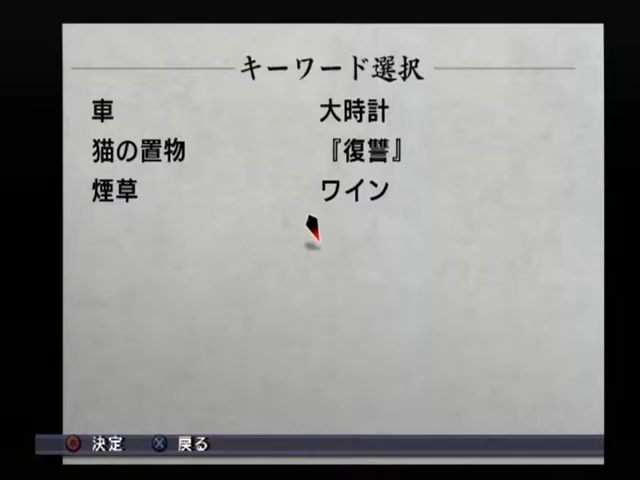 キーワード選択
車 大時計
猫の置物 『復讐』
煙草 ワイン
決定 戻る